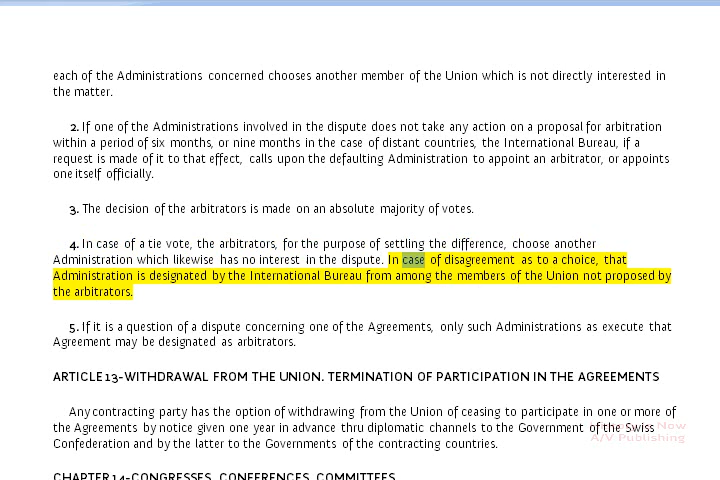 each of the Administrations concerned chooses another member of the Union which is not directly interested in
the matter.
2. If one of the Administrations involved in the dispute does not take any action on a proposal for arbitration
within a period of six months, or nine months in the case of distant countries, the International Bureau, if a
request is made of it to that effect, calls upon the defaulting Administration to appoint an arbitrator, or appoints
one itself officially.
3. The decision of the arbitrators is made on an absolute majority of votes.
4. In case of a tie vote, the arbitrators, for the purpose of settling the difference, choose another
Administration which likewise has no interest in the dispute. In case of disagreement as to a choice, that
Administration is designated by the International Bureau from among the members of the Union not proposed by
the arbitrators.
5. If it is a question of a dispute concerning one of the Agreements, only such Administrations as execute that
Agreement may be designated as arbitrators.
ARTICLE 13-WITHDRAWAL FROM THE UNION. TERMINATION OF PARTICIPATION IN THE AGREEMENTS
Any contracting party has the option of withdrawing from the Union of ceasing to participate in one or more of
the Agreements by notice given one year in advance thru diplomatic channels to the Government of the Swiss
Confederation and by the latter to the Governments of the contracting countries.
Now
A/V Publishing
CHAPTER 14-CONGRESSES, CONFERENCES, COMMITTEES